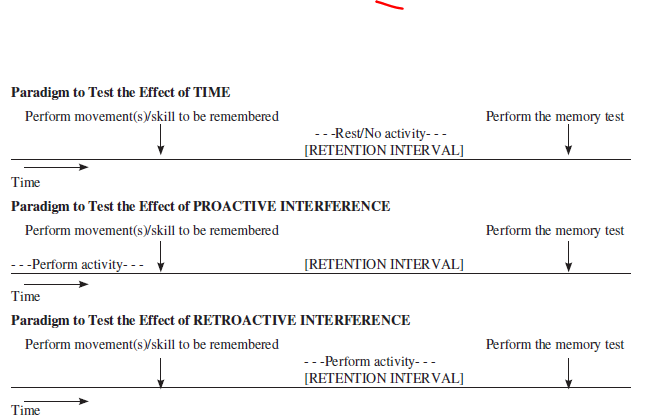 Paradigm to Test the Effect of TIME
Perform movement(s)/skill to be remembered Perform the memory test
- - -Rest/No activity- - -
[RETENTION INTERVAL]
Time
Paradigm to Test the Effect of PROACTIVE INTERFERENCE
Perform movement(s)/skill to be remembered Perform the memory test
- - -Perform activity- - - [RETENTION INTERVAL]
Time
Paradigm to Test the Effect of RETROACTIVE INTERFERENCE
Perform movement(s)/skill to be remembered Perform the memory test
- - -Perform activity- - -
[RETENTION INTERVAL]
Time